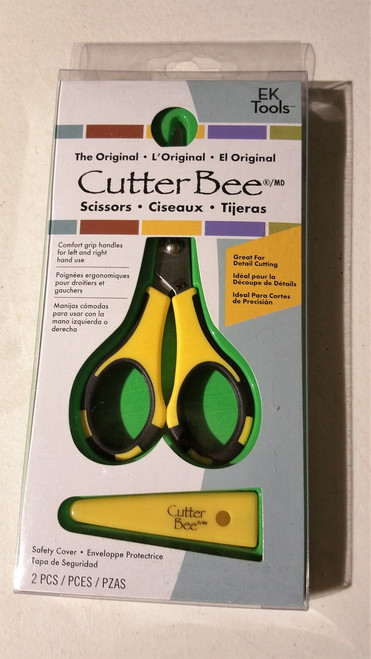 EK
Tools
The Original • L'Original • El Original
Cutter Bee®/MD
Scissors • Ciseaux • Tijeras
Comfort grip handles
for left and right
hand use
Poignées ergonomiques
pour droitiers et
gauchers
Manijas cómodas
para usar con la
mano izquierda o
derecha
Great For
Detail Cutting
Idéal pour la
Découpe de Détails
Ideal Para Cortes
de Precisión
Cutter
Bee
Safety Cover • Enveloppe Protectrice
Tapa de Seguridad
2 PCS / PCES / PZAS